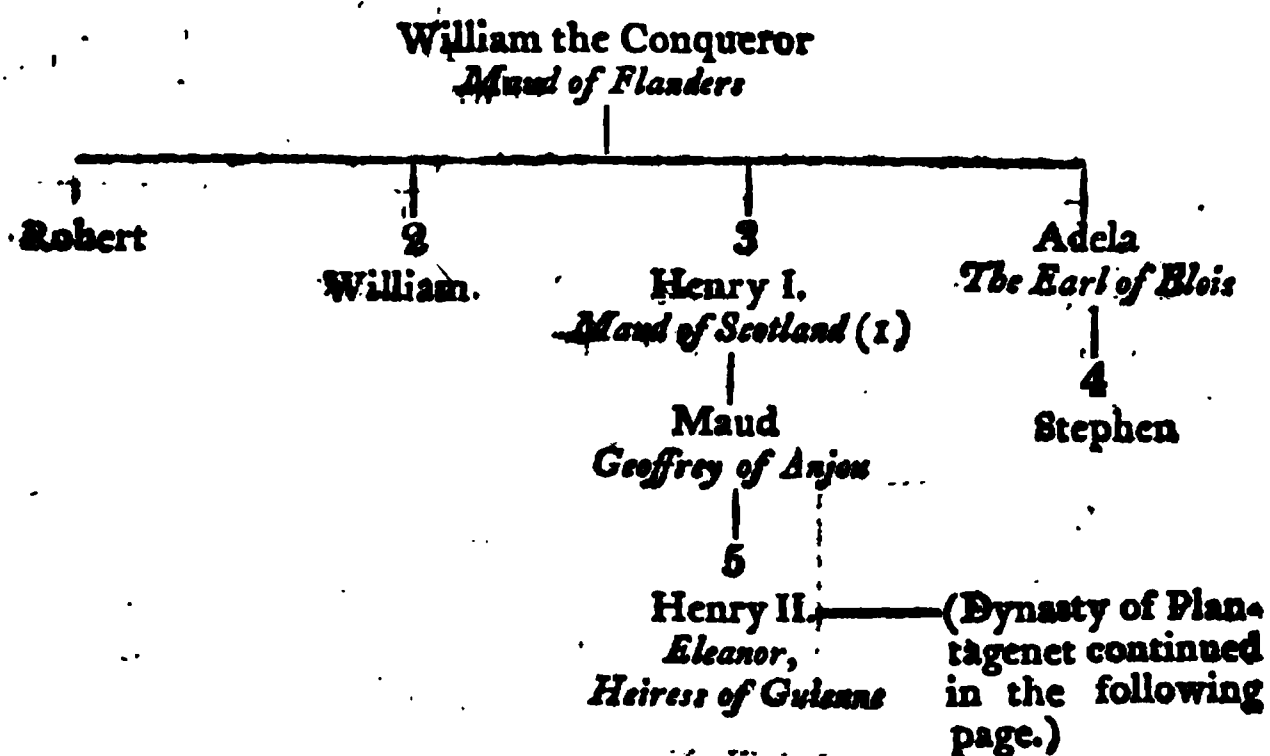 William the Conqueror
Maud of Flanders
Robert
2
William.
3
Henry I.
Maud of Scotland (1)
Maud
Geoffrey of Anjou
5
Henry II.
Eleanor,
Heiress of Guienne
Adela
The Earl of Blois
4
Stephen
(Dynasty of Plan-
tagenet continued
in the following
page.)